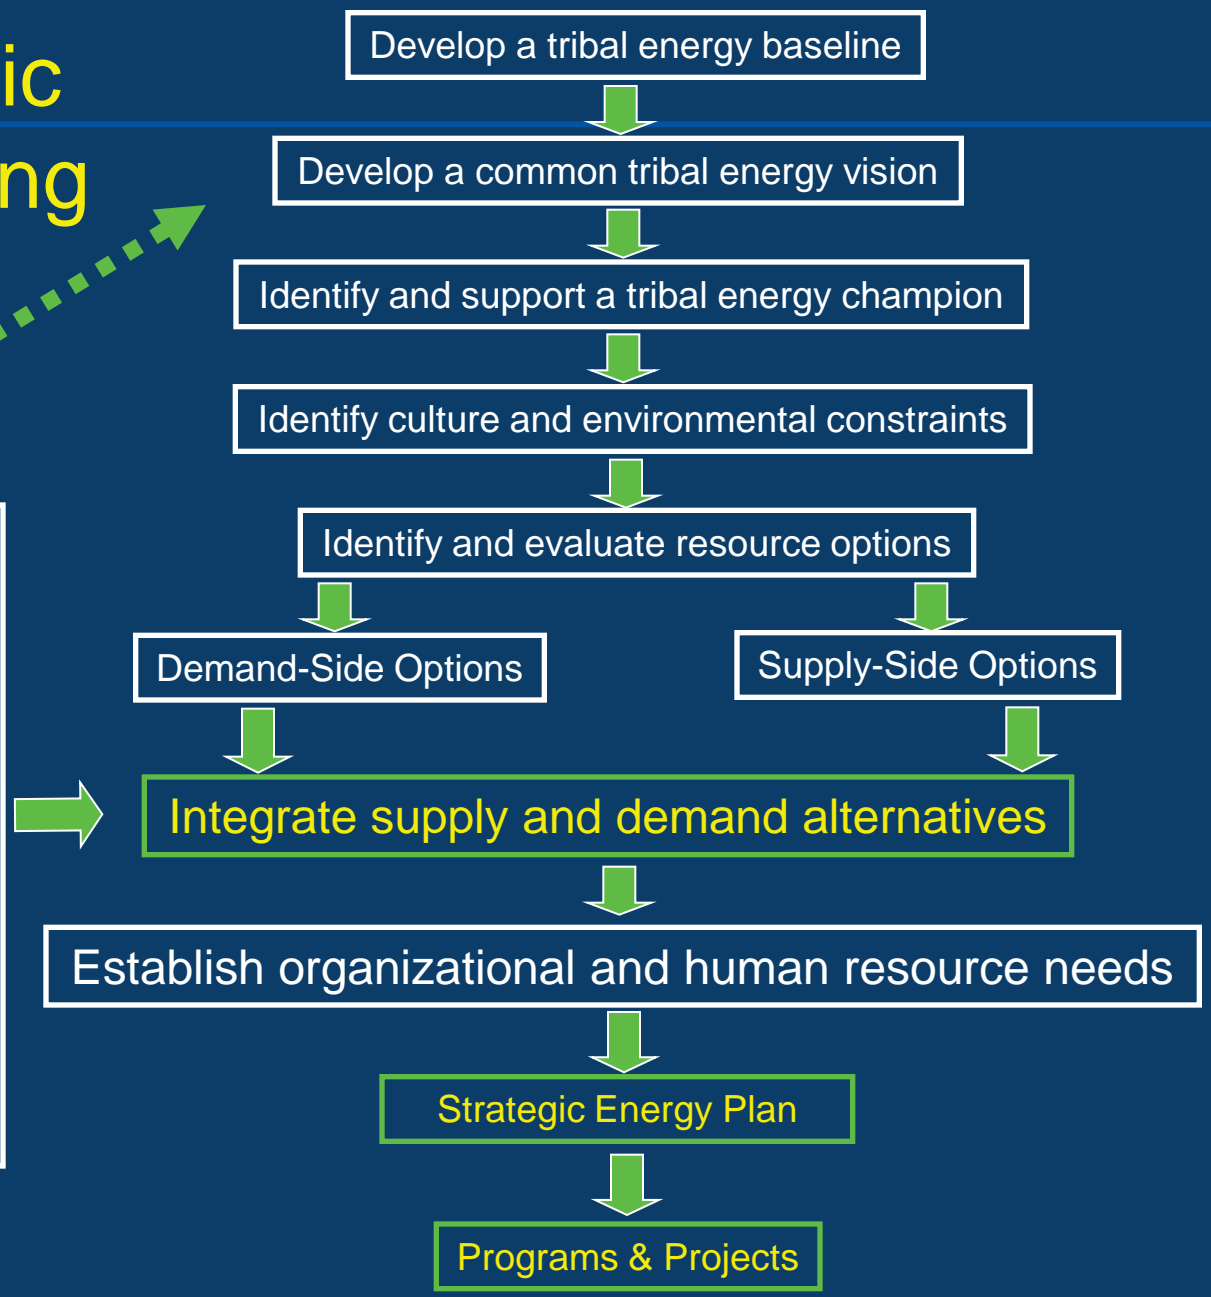 ic
ng
Develop a tribal energy baseline
Develop a common tribal energy vision
Identify and support a tribal energy champion
Identify culture and environmental constraints
Identify and evaluate resource options
Demand-Side Options
Supply-Side Options
Integrate supply and demand alternatives
Establish organizational and human resource needs
Strategic Energy Plan
Programs & Projects